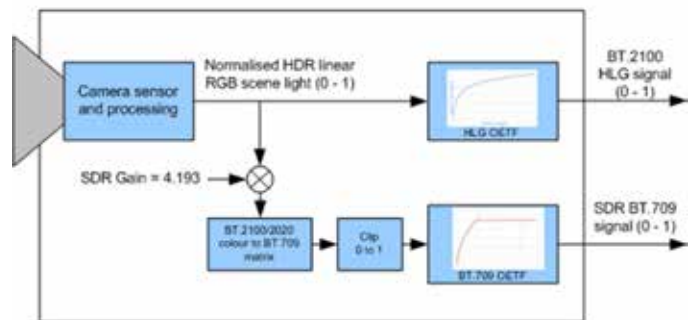 Camera sensor
and processing
Normalised HDR linear
RGB scene light (0 - 1)
HLG OETF
BT.2100
HLG signal
(0 - 1)
SDR Gain = 4.193
BT.2100/2020
colour to BT.709
matrix
Clip
0 to 1
BT.709 OETF
SDR BT.709
signal (0 - 1)